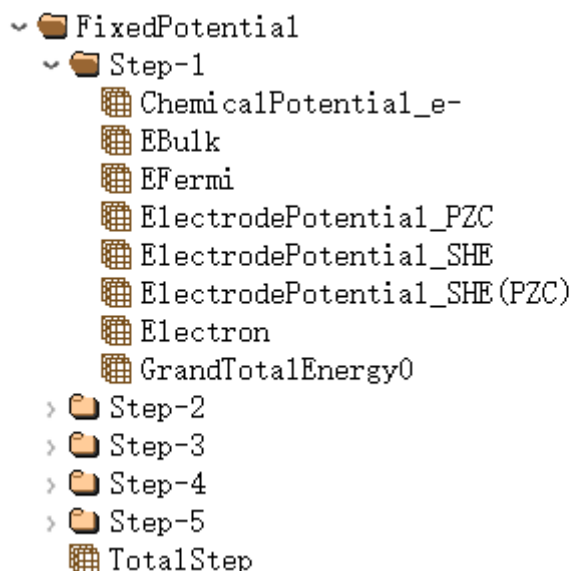 FixedPotential
Step-1
ChemicalPotential_e-
EBulk
EFermi
ElectrodePotential_PZC
ElectrodePotential_SHE
ElectrodePotential_SHE(PZC)
Electron
GrandTotalEnergy0
Step-2
Step-3
Step-4
Step-5
TotalStep